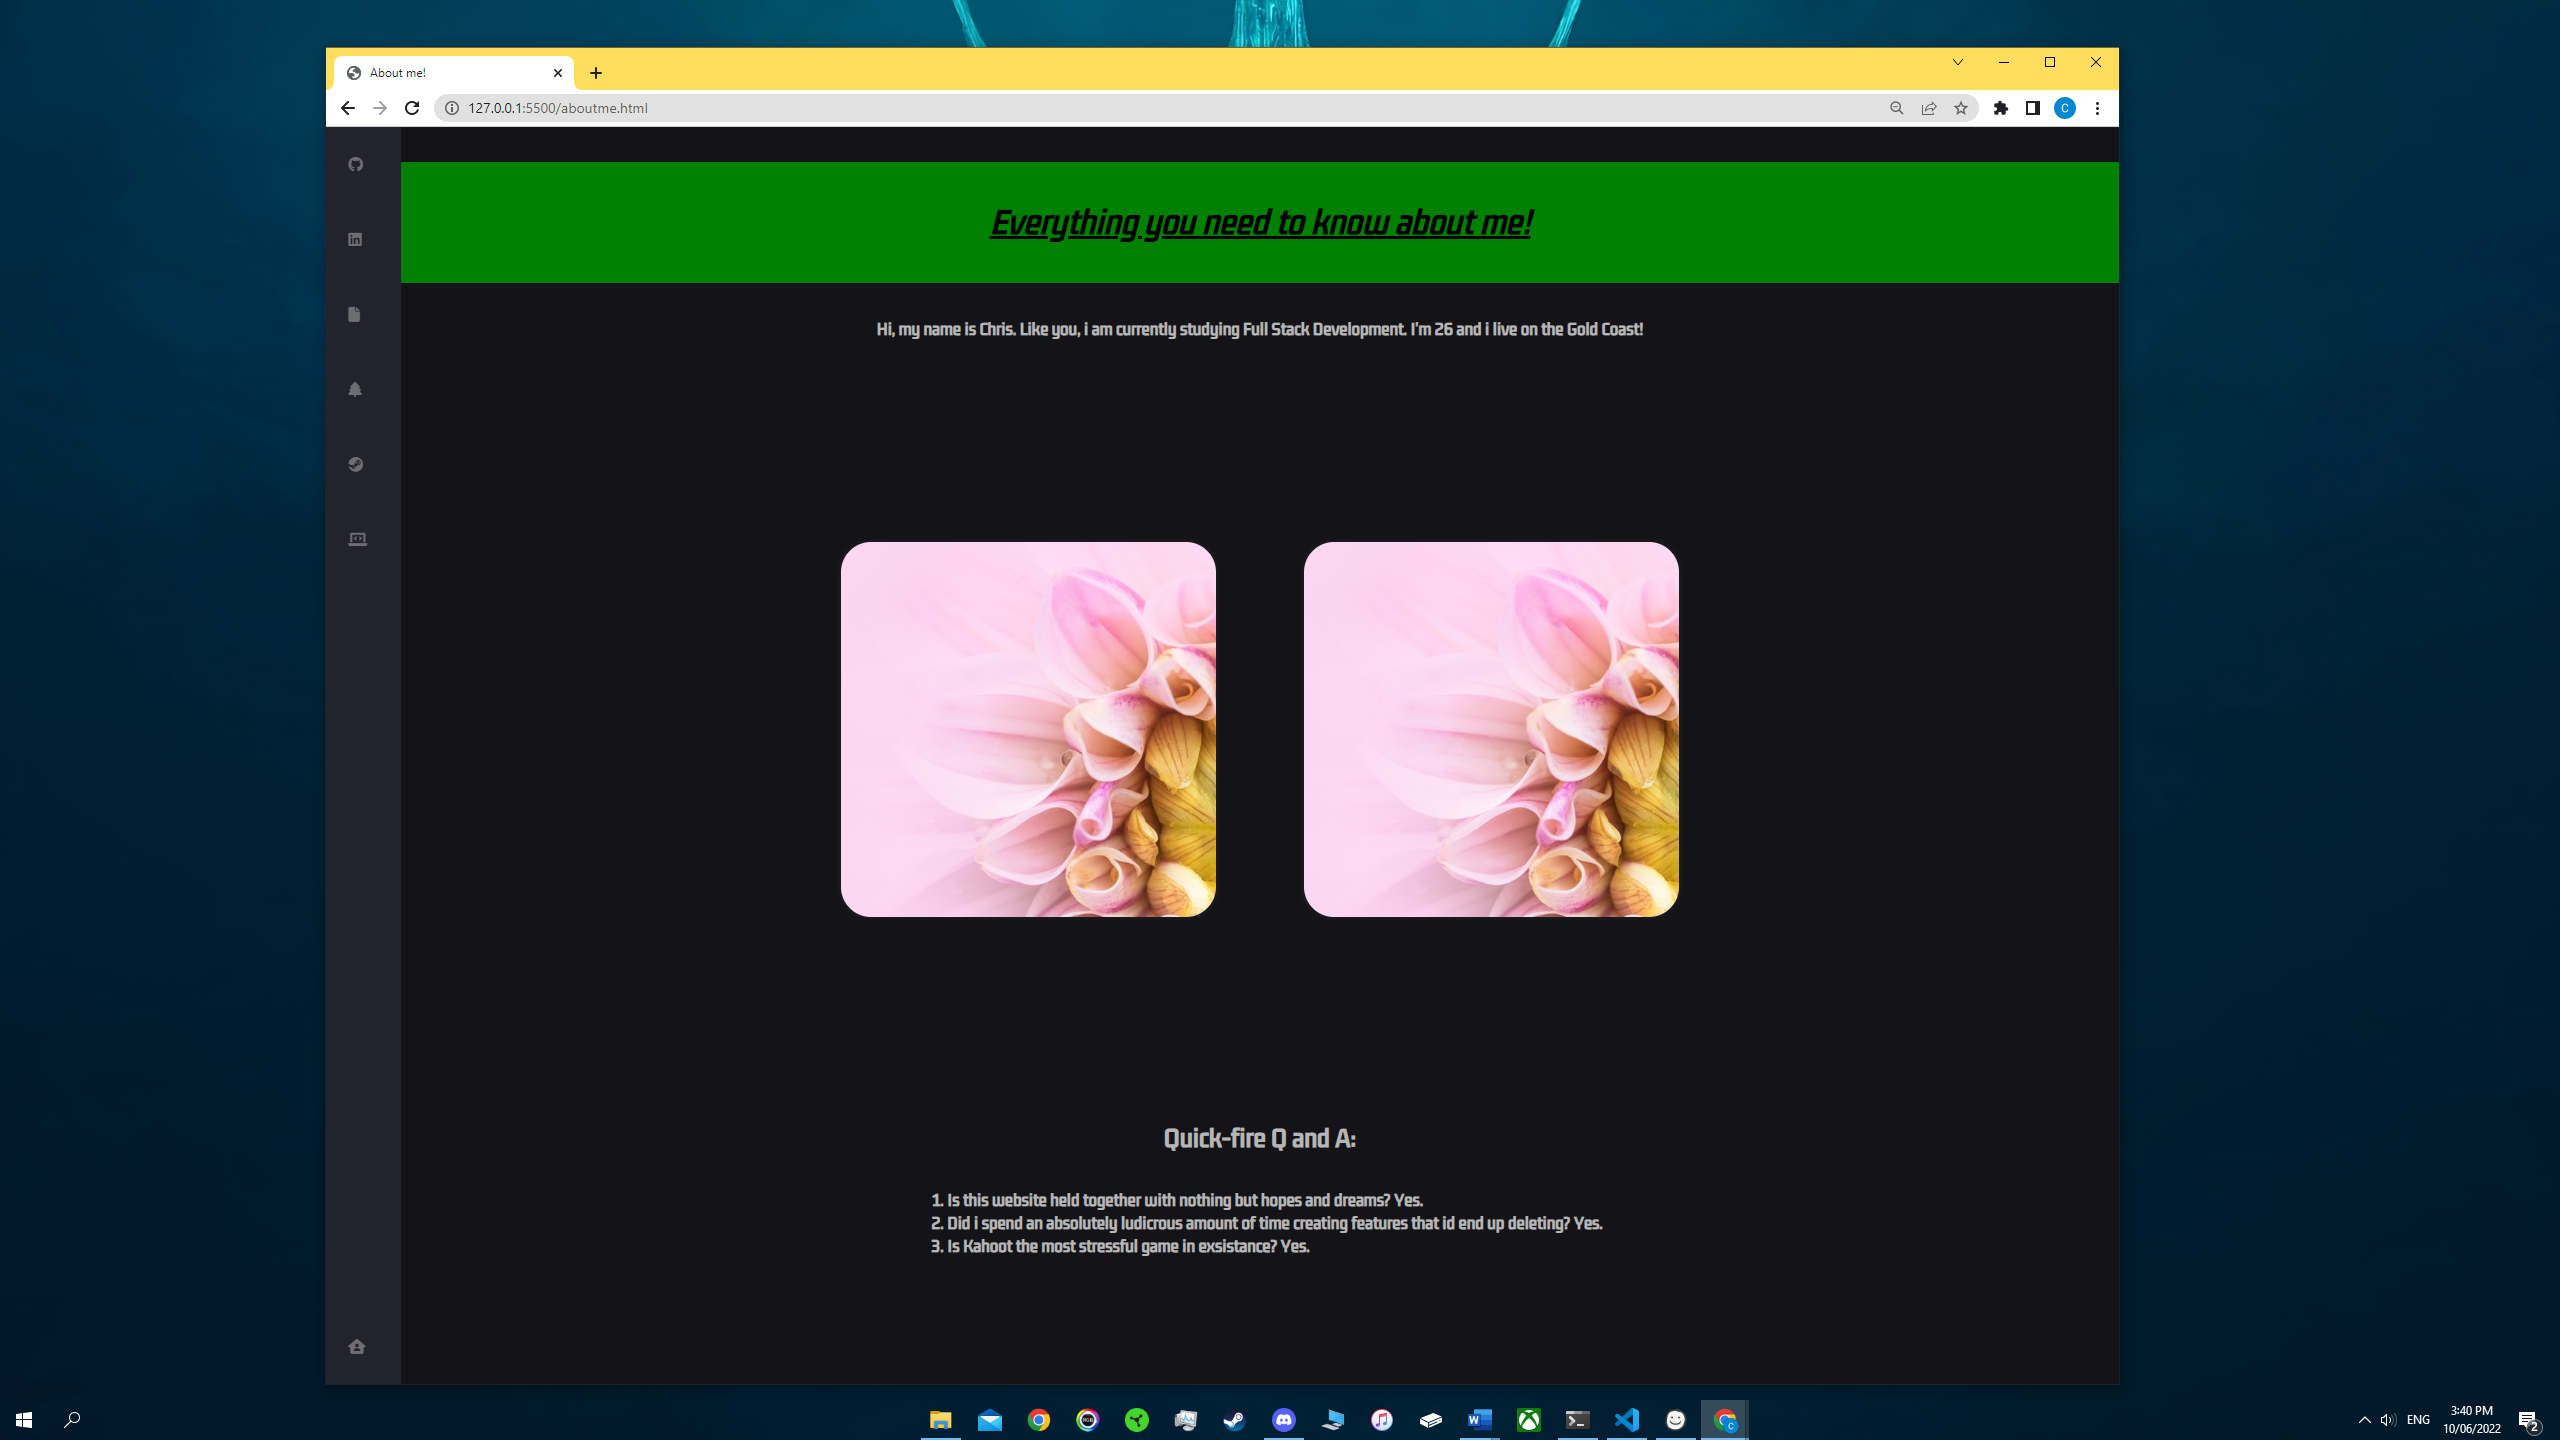 About me!
127.0.0.1:5500/aboutme.html
C
Everything you need to know about me!
Hi, my name is Chris. Like you, i am currently studying Full Stack Development. I'm 26 and i live on the Gold Coast!
Quick-fire Q and A:
1. Is this website held together with nothing but hopes and dreams? Yes.
2. Did i spend an absolutely ludicrous amount of time creating features that id end up deleting? Yes.
3. Is Kahoot the most stressful game in exsistance? Yes.
ENG
3:40 PM
10/06/2022
2